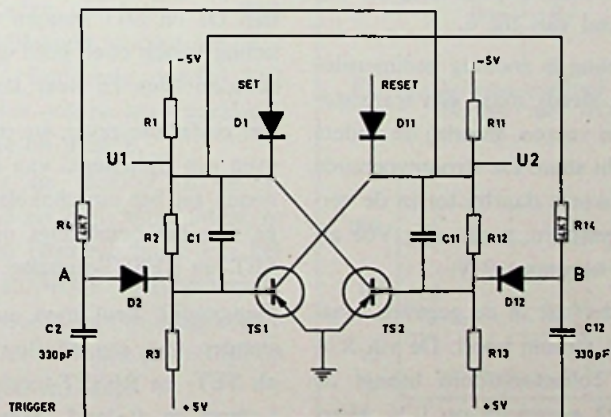 -5V
-5V
SET
RESET
R1
D1
D11
R11
U1
U2
R4
4K7
R2
C1
C11
R12
R14
4K7
A
D2
D12
B
C2
330pF
R3
TS1
TS2
R13
C12
330pF
TRIGGER
+5V
+5V